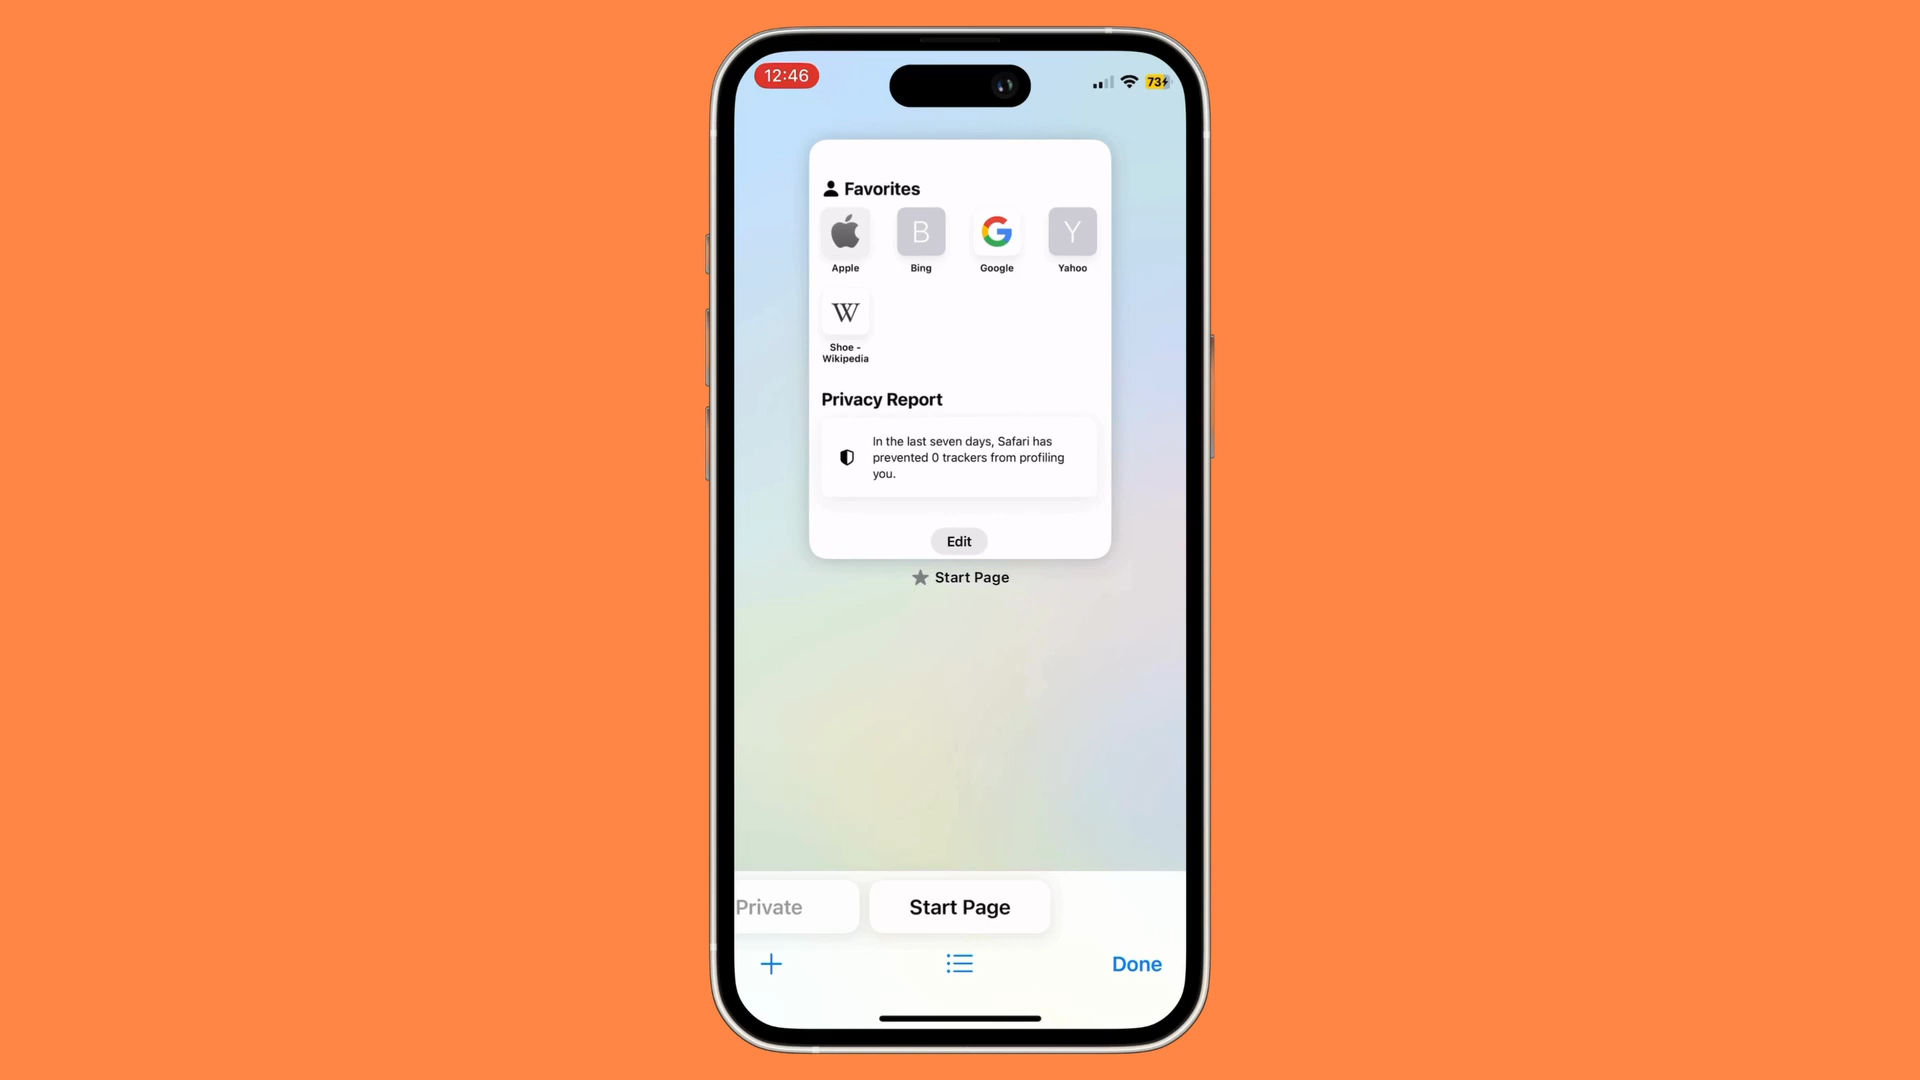 12:46
73
Favorites
B
Y
Apple
Bing
Google
Yahoo
W
Shoe -
Wikipedia
Privacy Report
In the last seven days, Safari has
prevented 0 trackers from profiling
you.
Edit
Start Page
Private
Start Page
Done